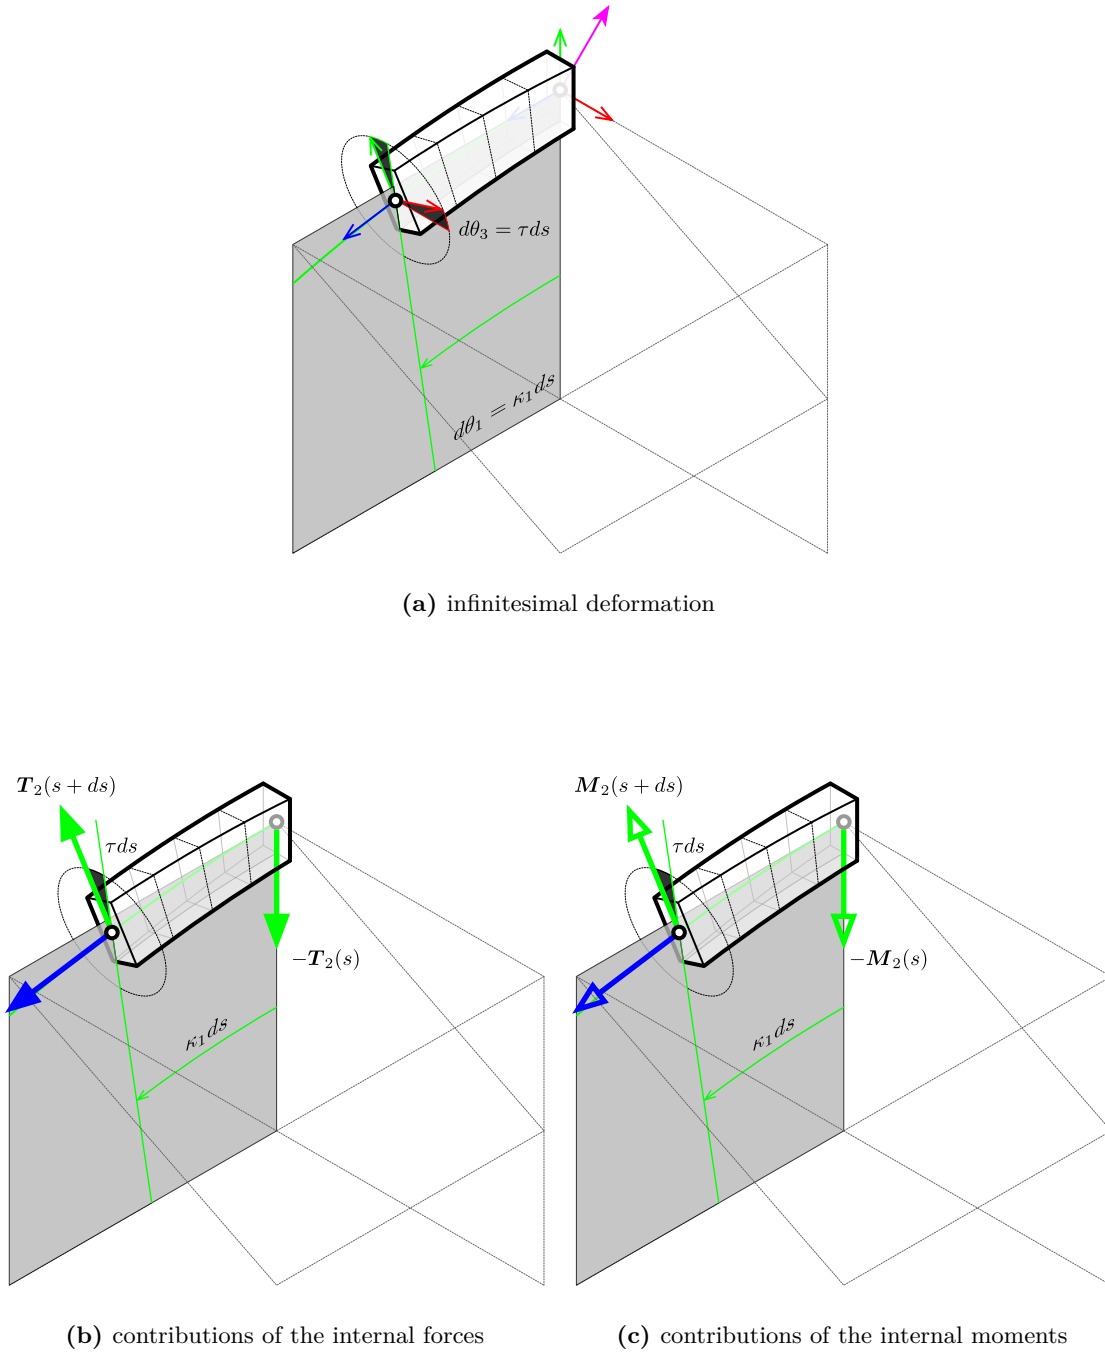 dθ₃ = τds
dθ₁ = κ₁ds
(a) infinitesimal deformation
T₂(s + ds)
τds
−T₂(s)
κ₁ds
(b) contributions of the internal forces
M₂(s + ds)
τds
−M₂(s)
κ₁ds
(c) contributions of the internal moments